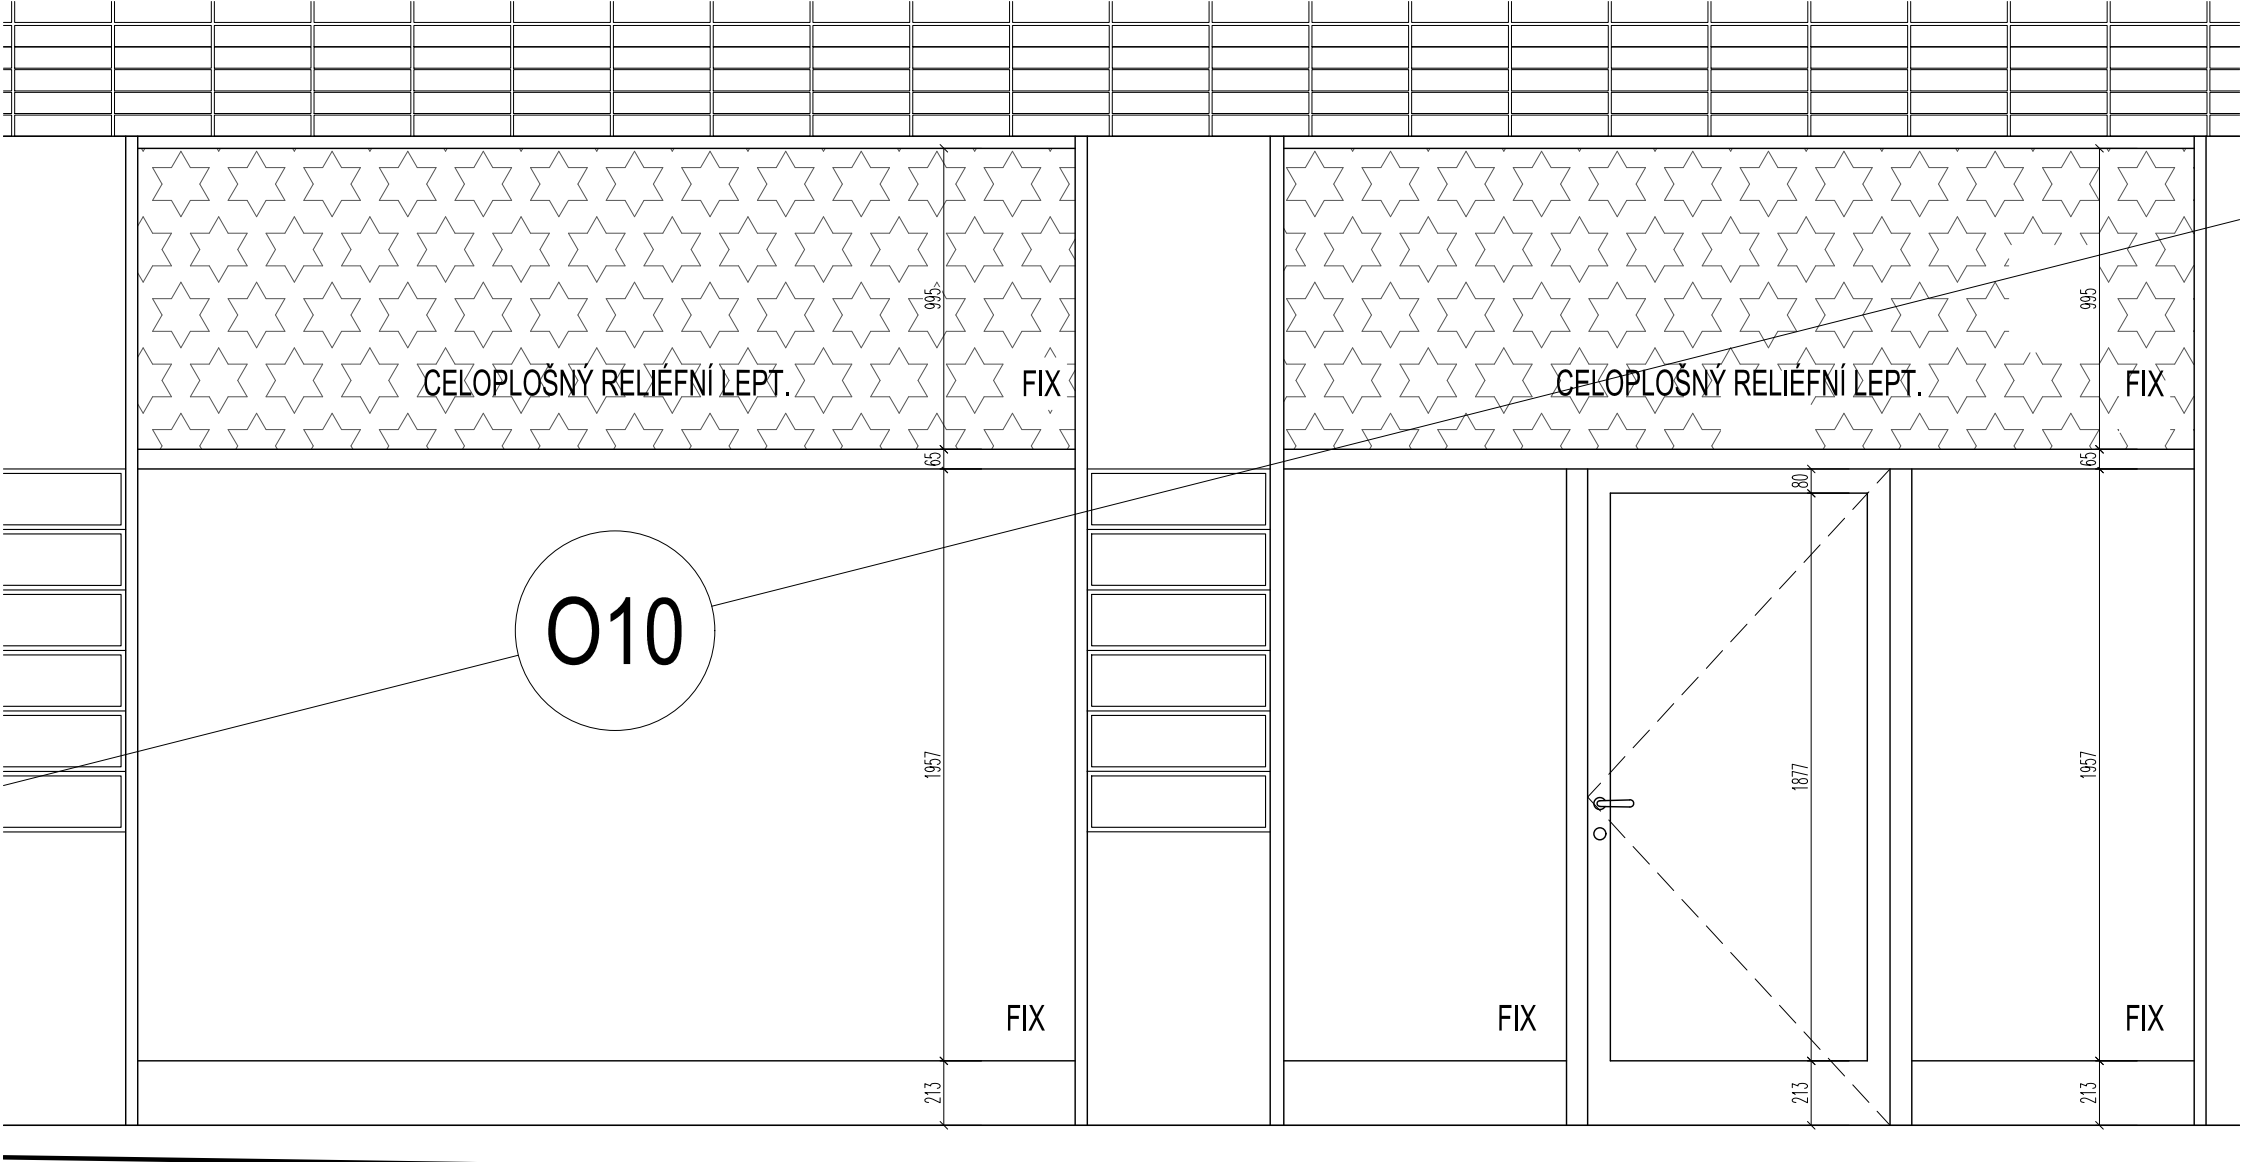 995
995
CELOPLOŠNÝ RELIÉFNÍ LEPT.
FIX
CELOPLOŠNÝ RELIÉFNÍ LEPT.
FIX
65
65
80
O10
1957
1877
1957
FIX
FIX
FIX
213
213
213